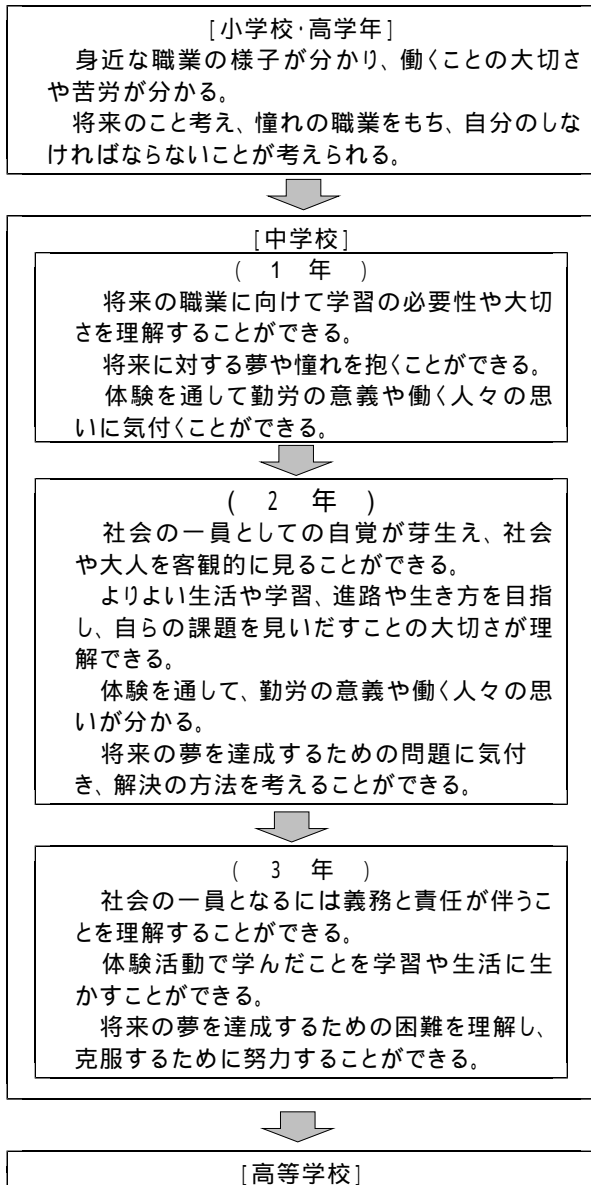 [小学校・高学年]
身近な職業の様子が分かり、働くことの大切さ
や苦労が分かる。
将来のこと考え、憧れの職業をもち、自分のしな
ければならないことが考えられる。
[中学校]
( 1 年 )
将来の職業に向けて学習の必要性や大切
さを理解することができる。
将来に対する夢や憧れを抱くことができる。
体験を通して勤労の意義や働く人々の思
いに気付くことができる。
( 2 年 )
社会の一員としての自覚が芽生え、社会
や大人を客観的に見ることができる。
よりよい生活や学習、進路や生き方を目指
し、自らの課題を見いだすことの大切さが理
解できる。
体験を通して、勤労の意義や働く人々の思
いが分かる。
将来の夢を達成するための問題に気付
き、解決の方法を考えることができる。
( 3 年 )
社会の一員となるには義務と責任が伴うこ
とを理解することができる。
体験活動で学んだことを学習や生活に生
かすことができる。
将来の夢を達成するための困難を理解し、
克服するために努力することができる。
[高等学校]